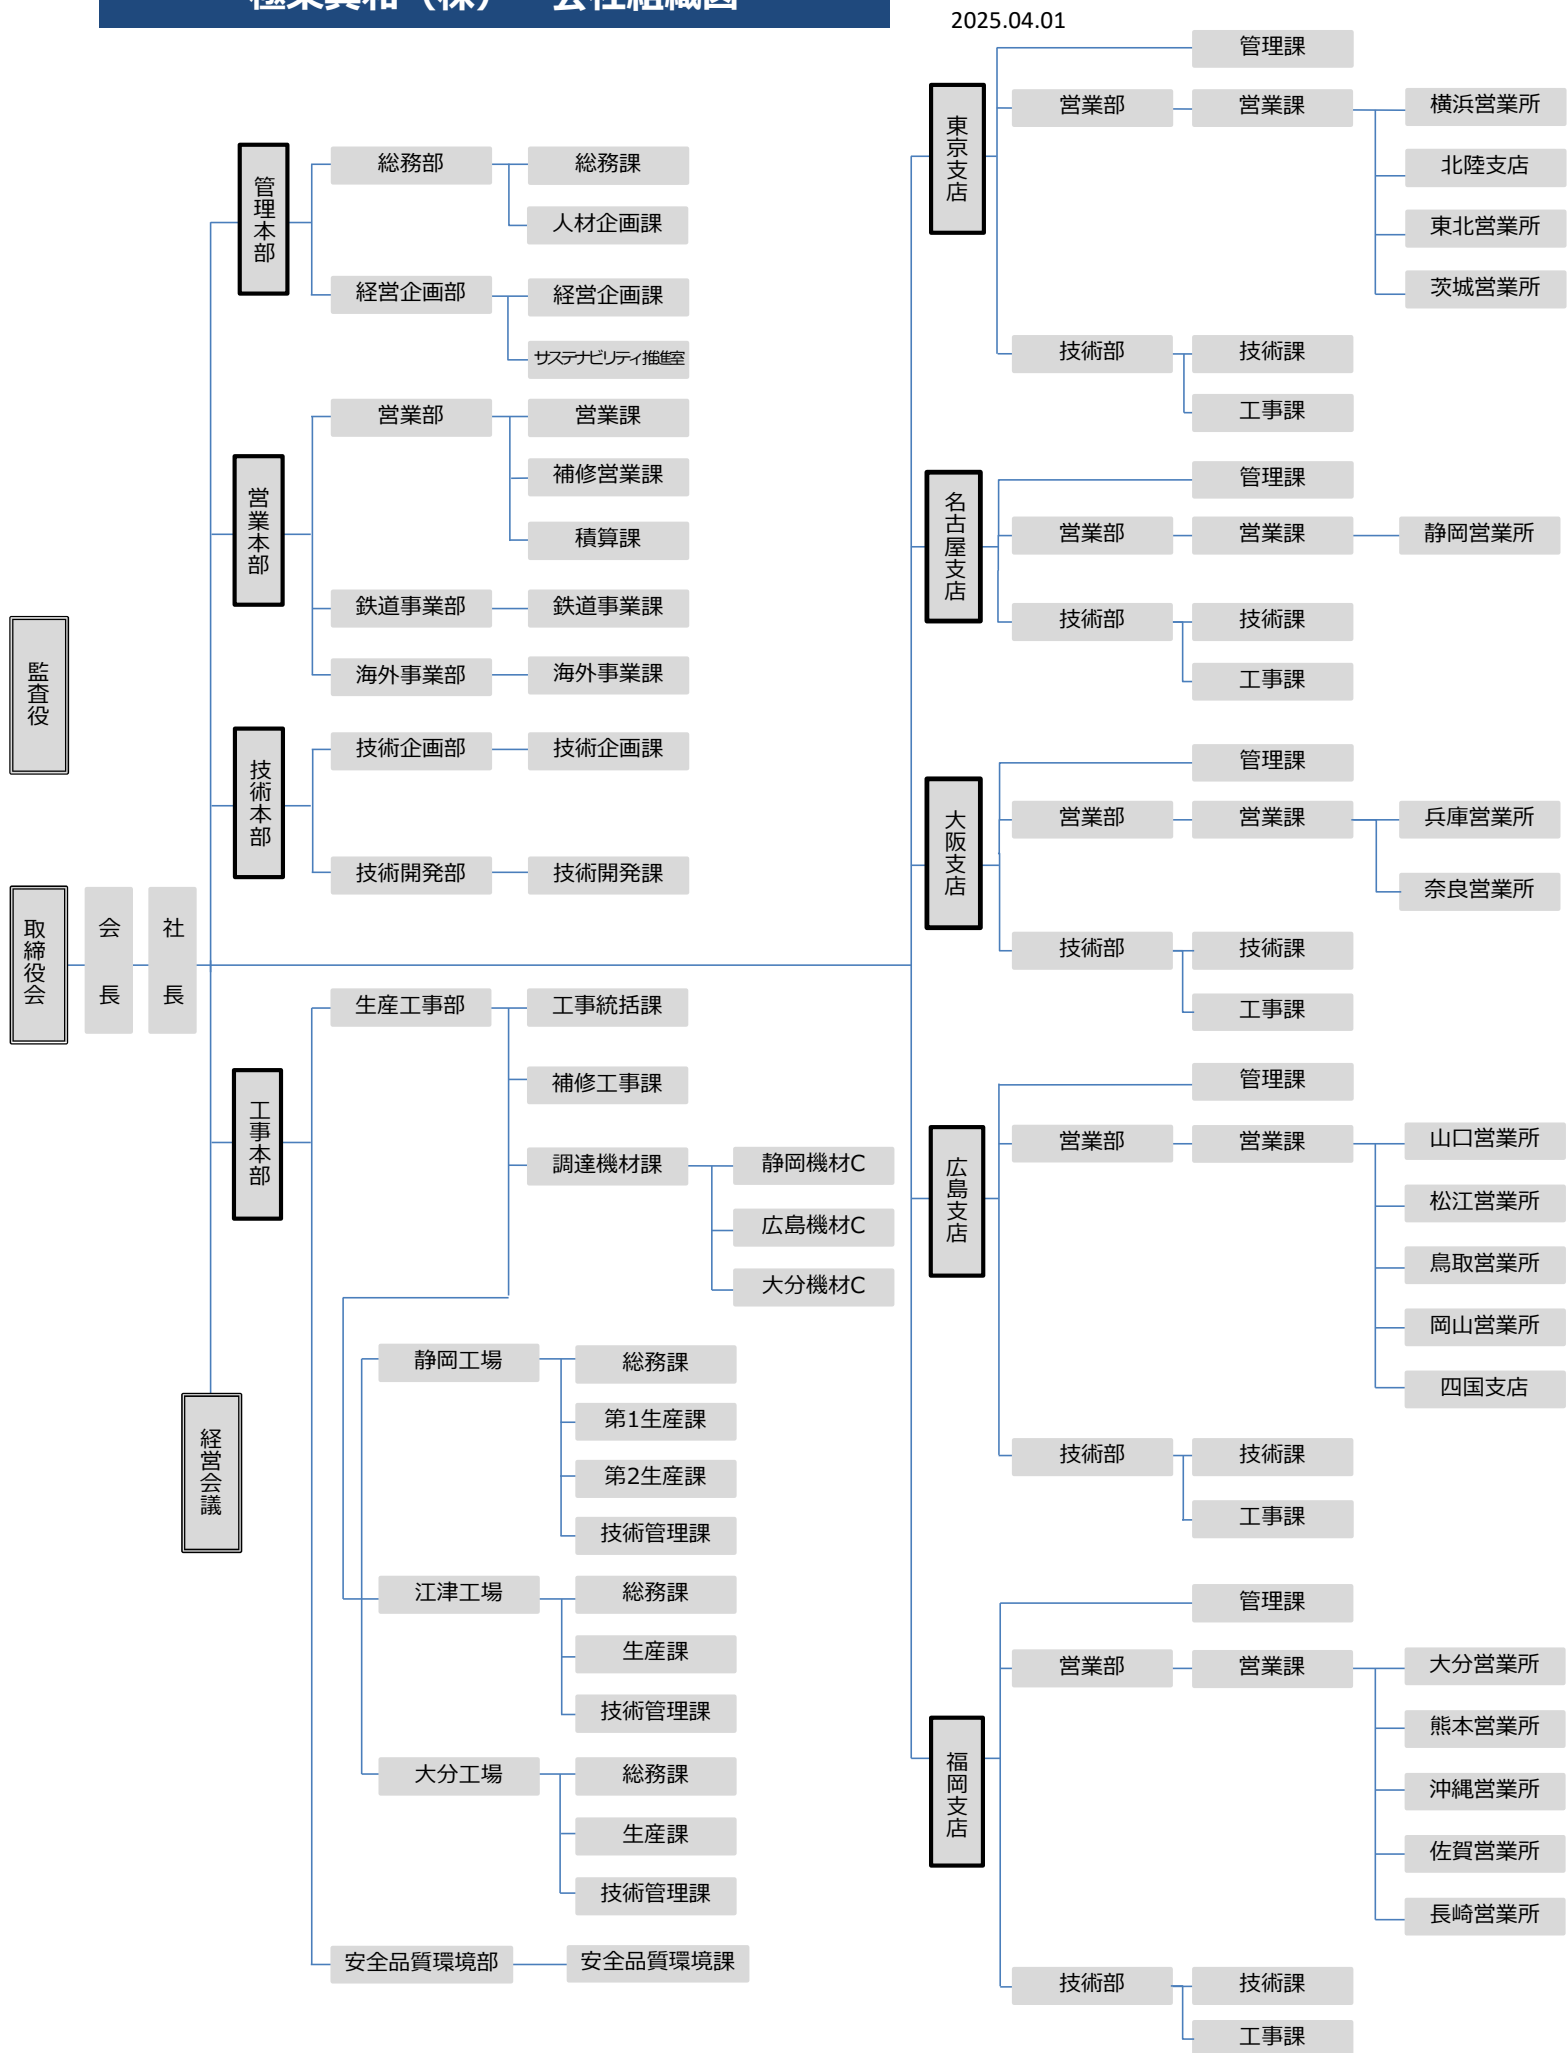 極東興和（株）　会社組織図
2025.04.01
監査役
取締役会
会長
社長
経営会議
管理本部
総務部
総務課
人材企画課
経営企画部
経営企画課
サステナビリティ推進室
営業本部
営業部
営業課
補修営業課
積算課
鉄道事業部
鉄道事業課
海外事業部
海外事業課
技術本部
技術企画部
技術企画課
技術開発部
技術開発課
工事本部
生産工事部
工事統括課
補修工事課
調達機材課
静岡機材C
広島機材C
大分機材C
静岡工場
総務課
第1生産課
第2生産課
技術管理課
江津工場
総務課
生産課
技術管理課
大分工場
総務課
生産課
技術管理課
安全品質環境部
安全品質環境課
東京支店
管理課
営業部
営業課
横浜営業所
北陸支店
東北営業所
茨城営業所
技術部
技術課
工事課
名古屋支店
管理課
営業部
営業課
静岡営業所
技術部
技術課
工事課
大阪支店
管理課
営業部
営業課
兵庫営業所
奈良営業所
技術部
技術課
工事課
広島支店
管理課
営業部
営業課
山口営業所
松江営業所
鳥取営業所
岡山営業所
四国支店
技術部
技術課
工事課
福岡支店
管理課
営業部
営業課
大分営業所
熊本営業所
沖縄営業所
佐賀営業所
長崎営業所
技術部
技術課
工事課